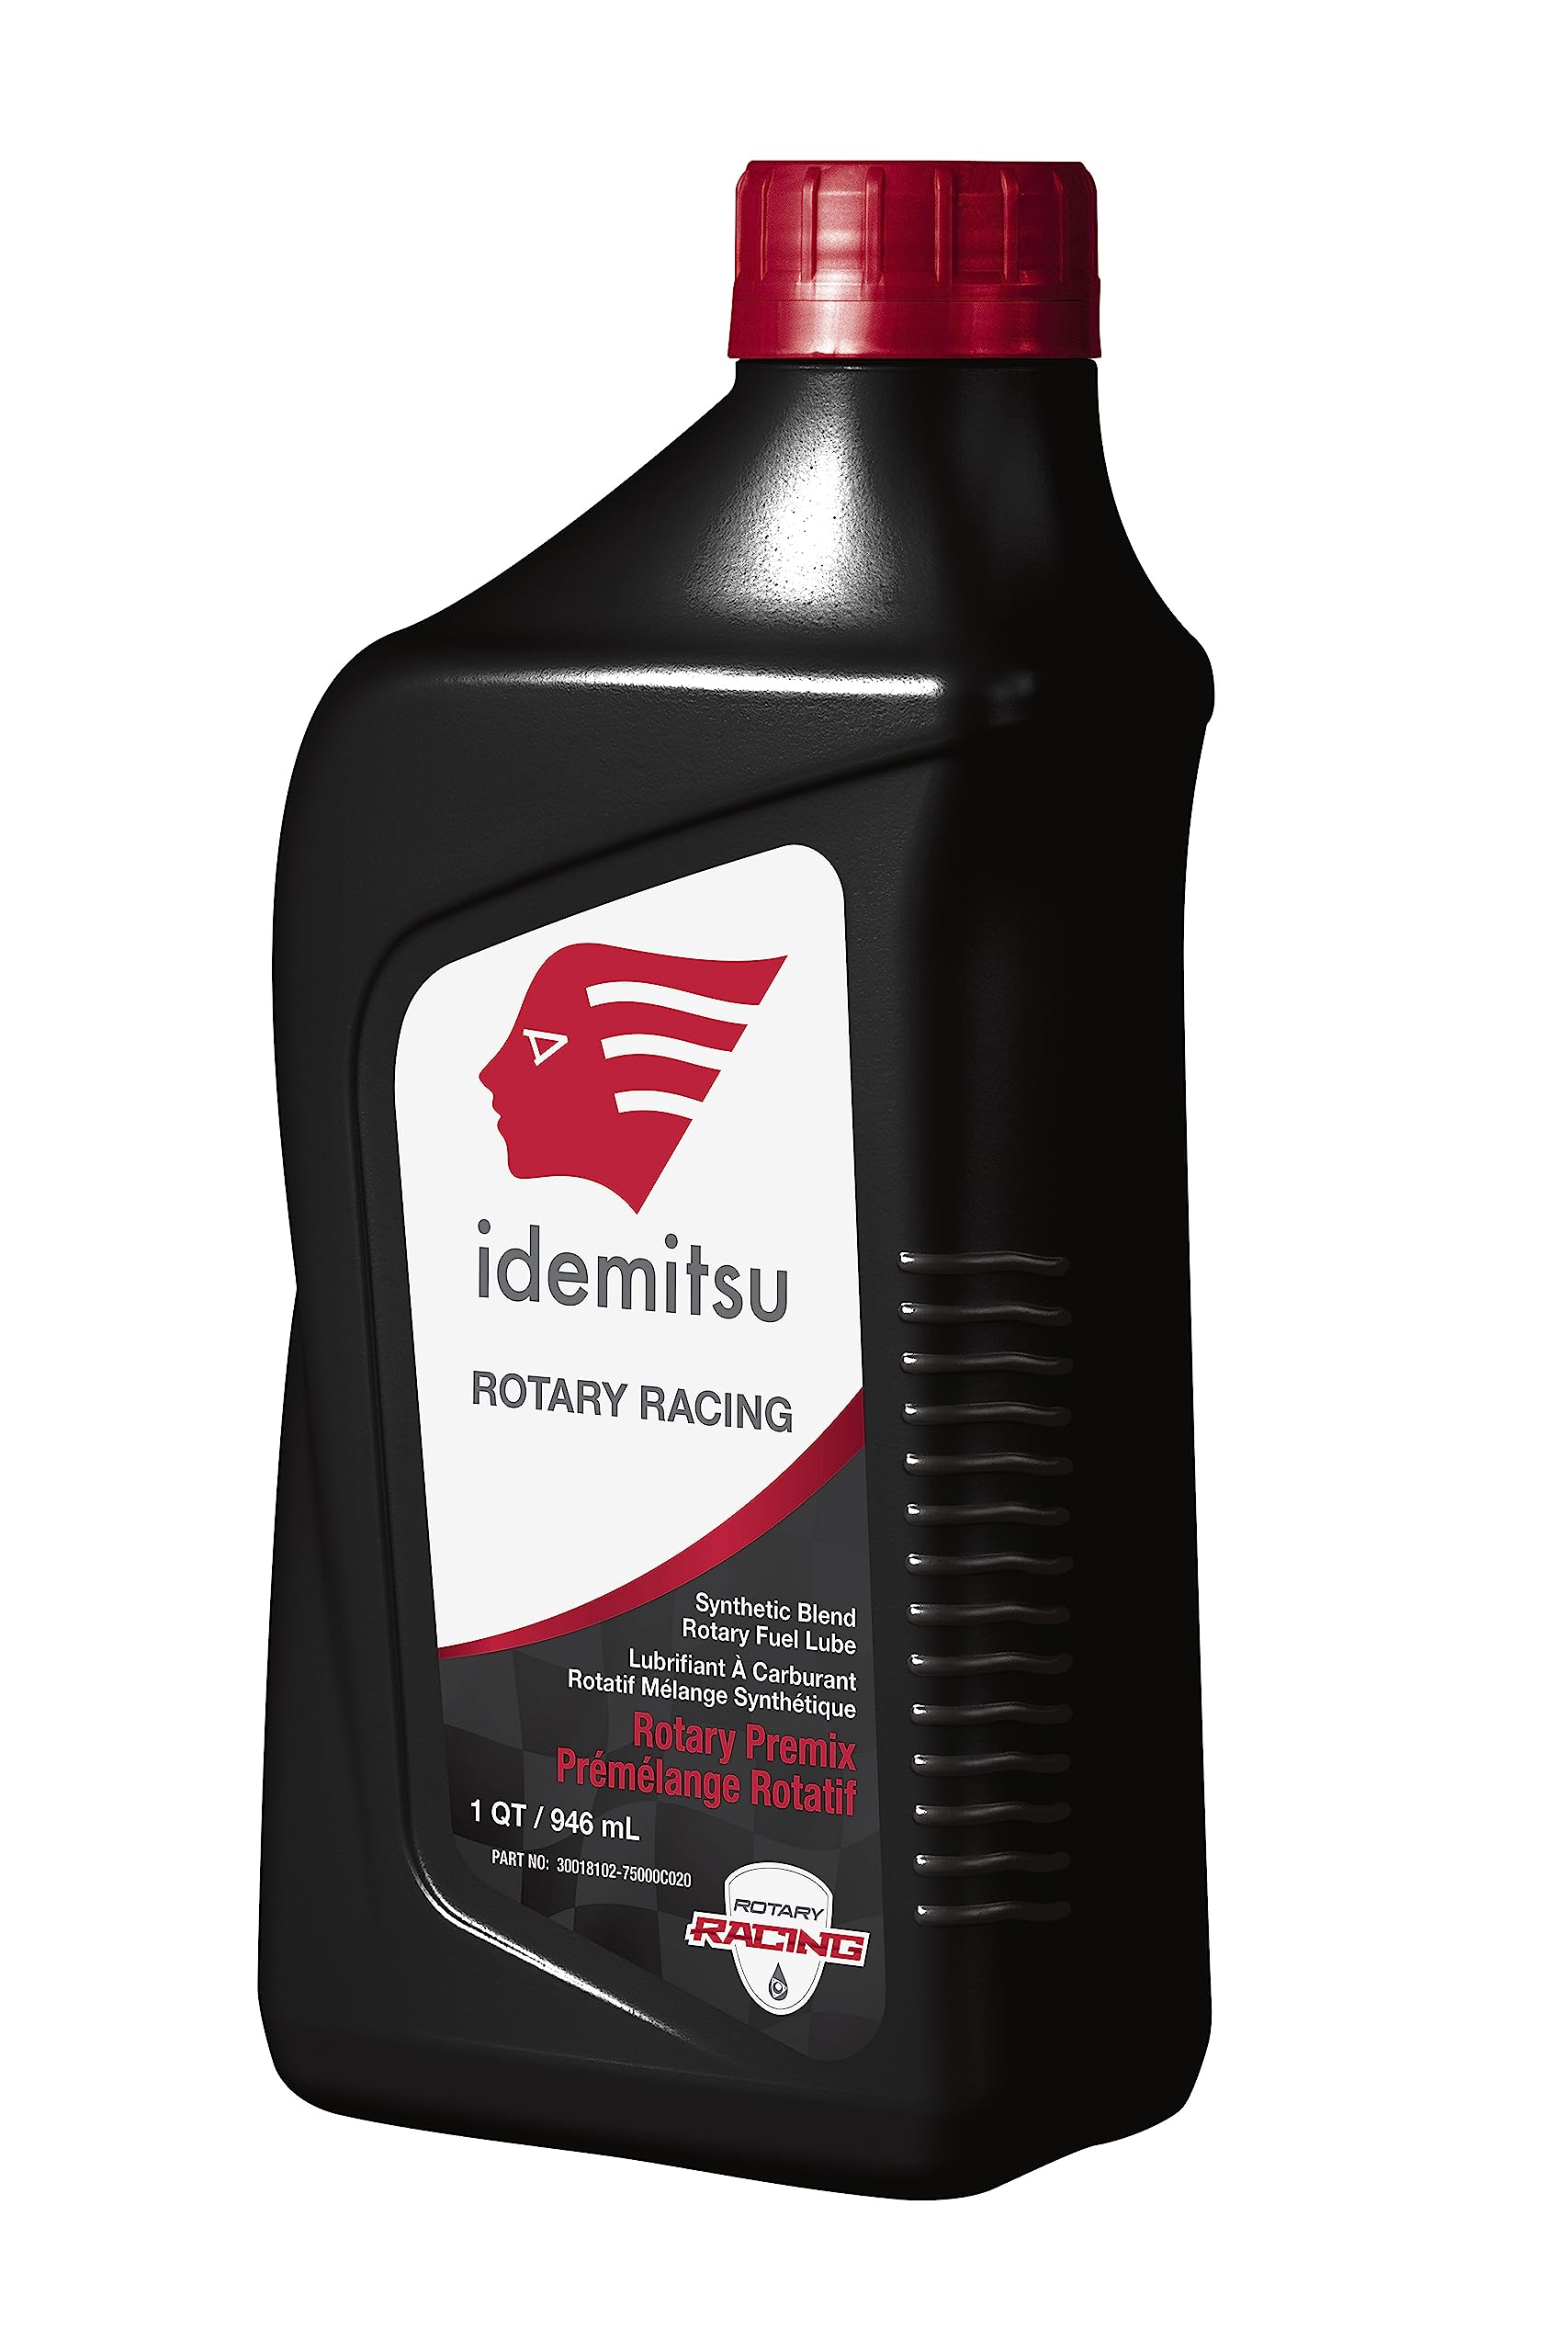 idemitsu
ROTARY RACING
Synthetic Blend
Rotary Fuel Lube
Lubrifiant À Carburant
Rotatif Mélange Synthétique
Rotary Premix
Prémélange Rotatif
1 QT / 946 mL
PART NO: 30018102-75000C020
ROTARY
RACING